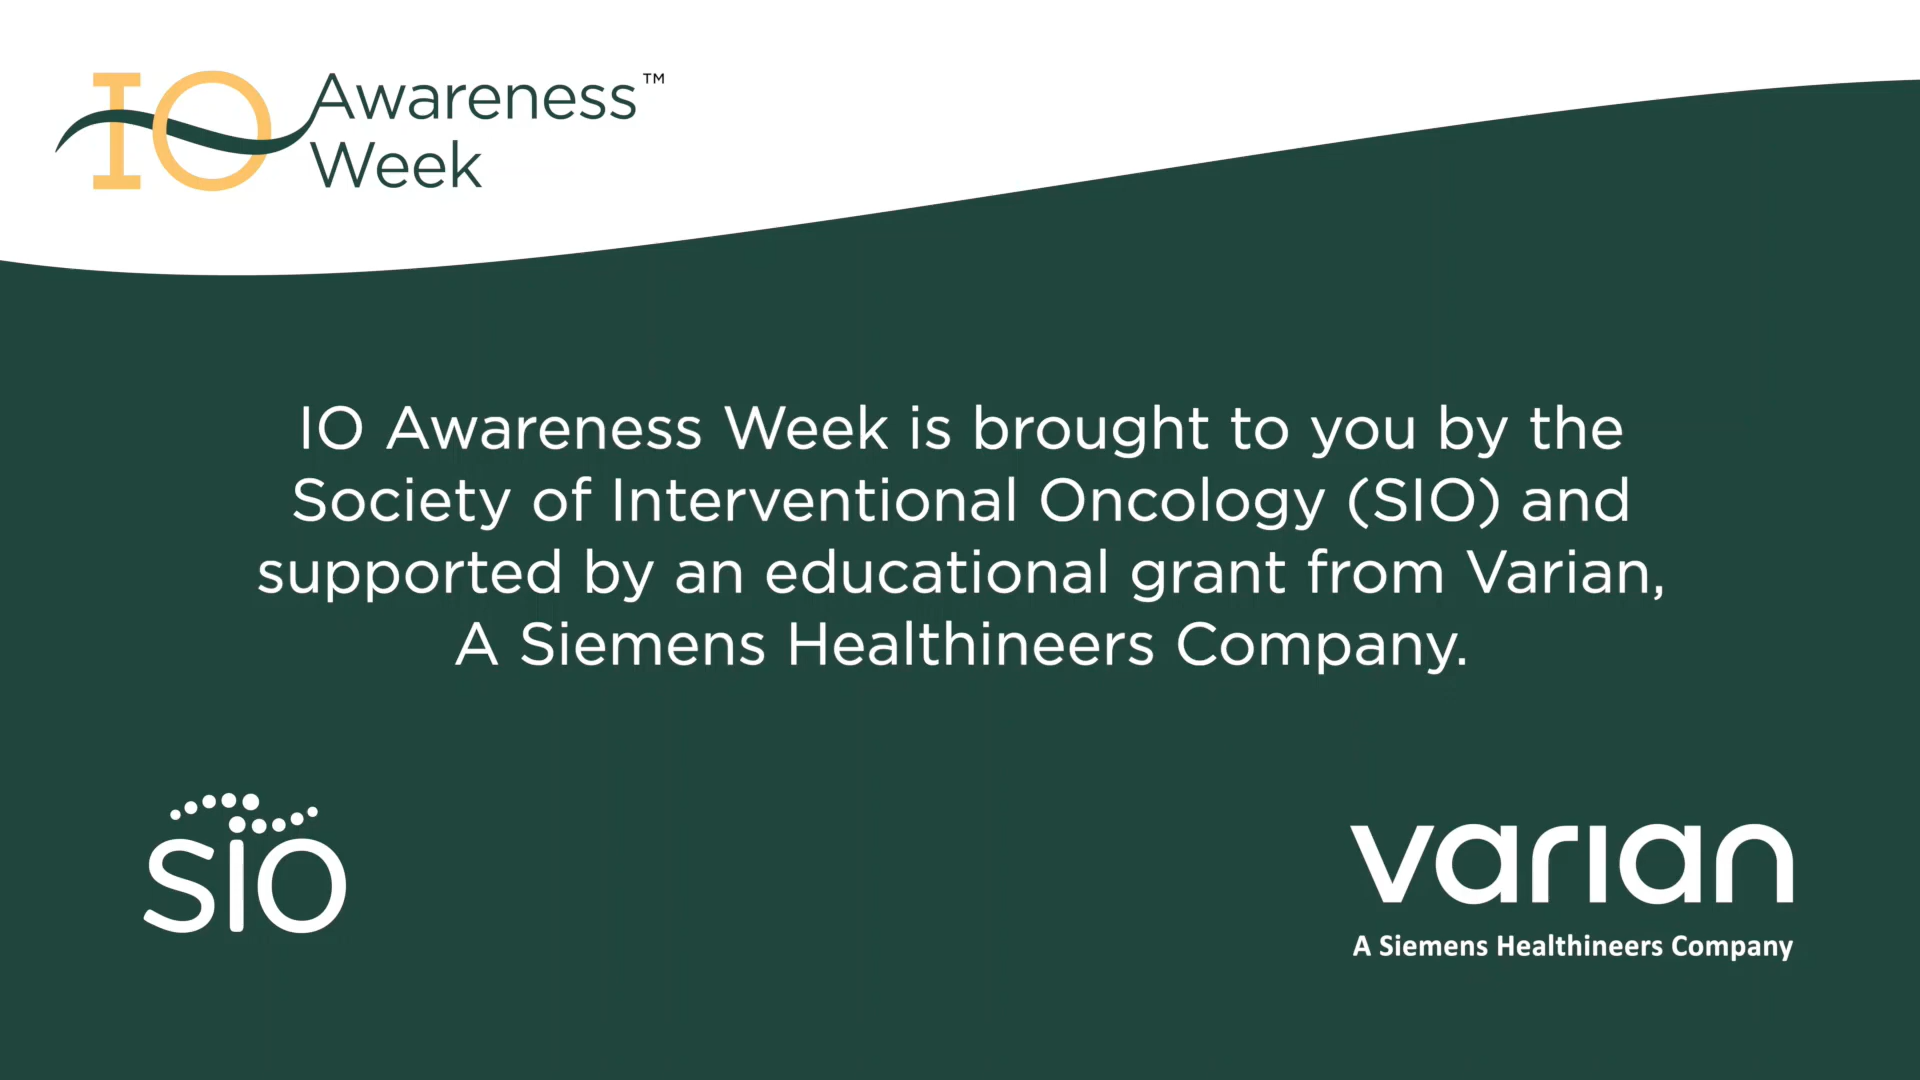 IO Awareness™
Week
IO Awareness Week is brought to you by the
Society of Interventional Oncology (SIO) and
supported by an educational grant from Varian,
A Siemens Healthineers Company.
SIO
varian
A Siemens Healthineers Company